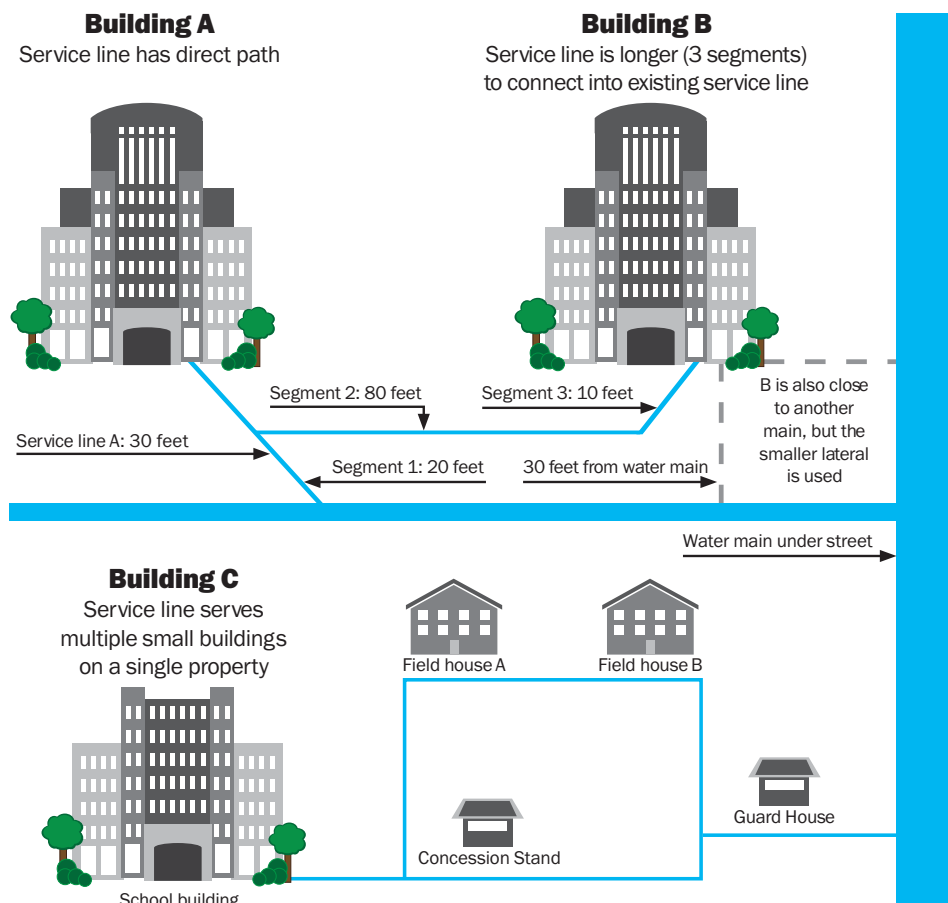 Building A
Service line has direct path
Building B
Service line is longer (3 segments)
to connect into existing service line
Segment 2: 80 feet
Segment 3: 10 feet
B is also close
to another
main, but the
smaller lateral
is used
Service line A: 30 feet
Segment 1: 20 feet
30 feet from water main
Water main under street
Building C
Service line serves
multiple small buildings
on a single property
Field house A
Field house B
Guard House
Concession Stand
School building